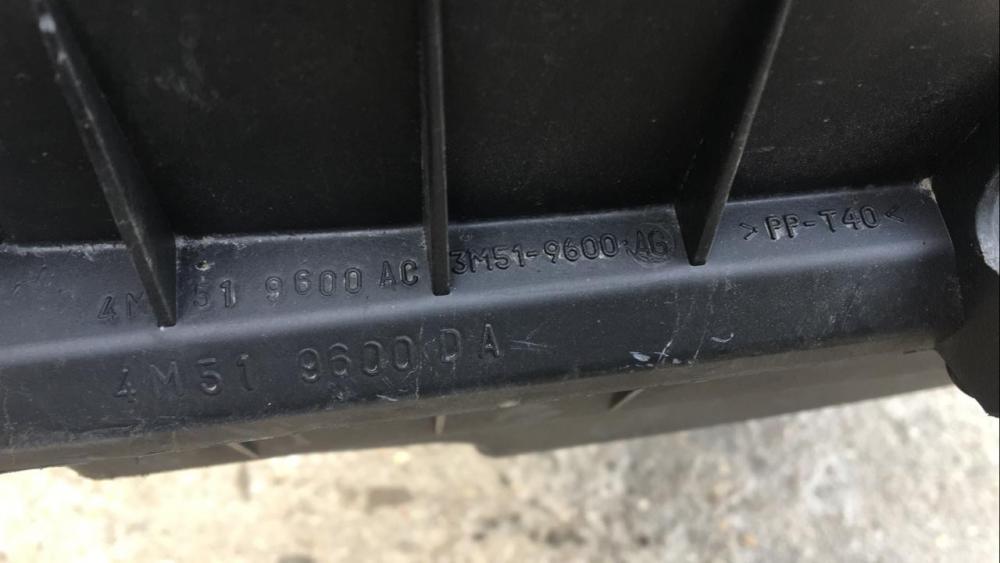 4M51 9600 AC 3M51-9600-AG >PP-T40<
4M51 9600 DA